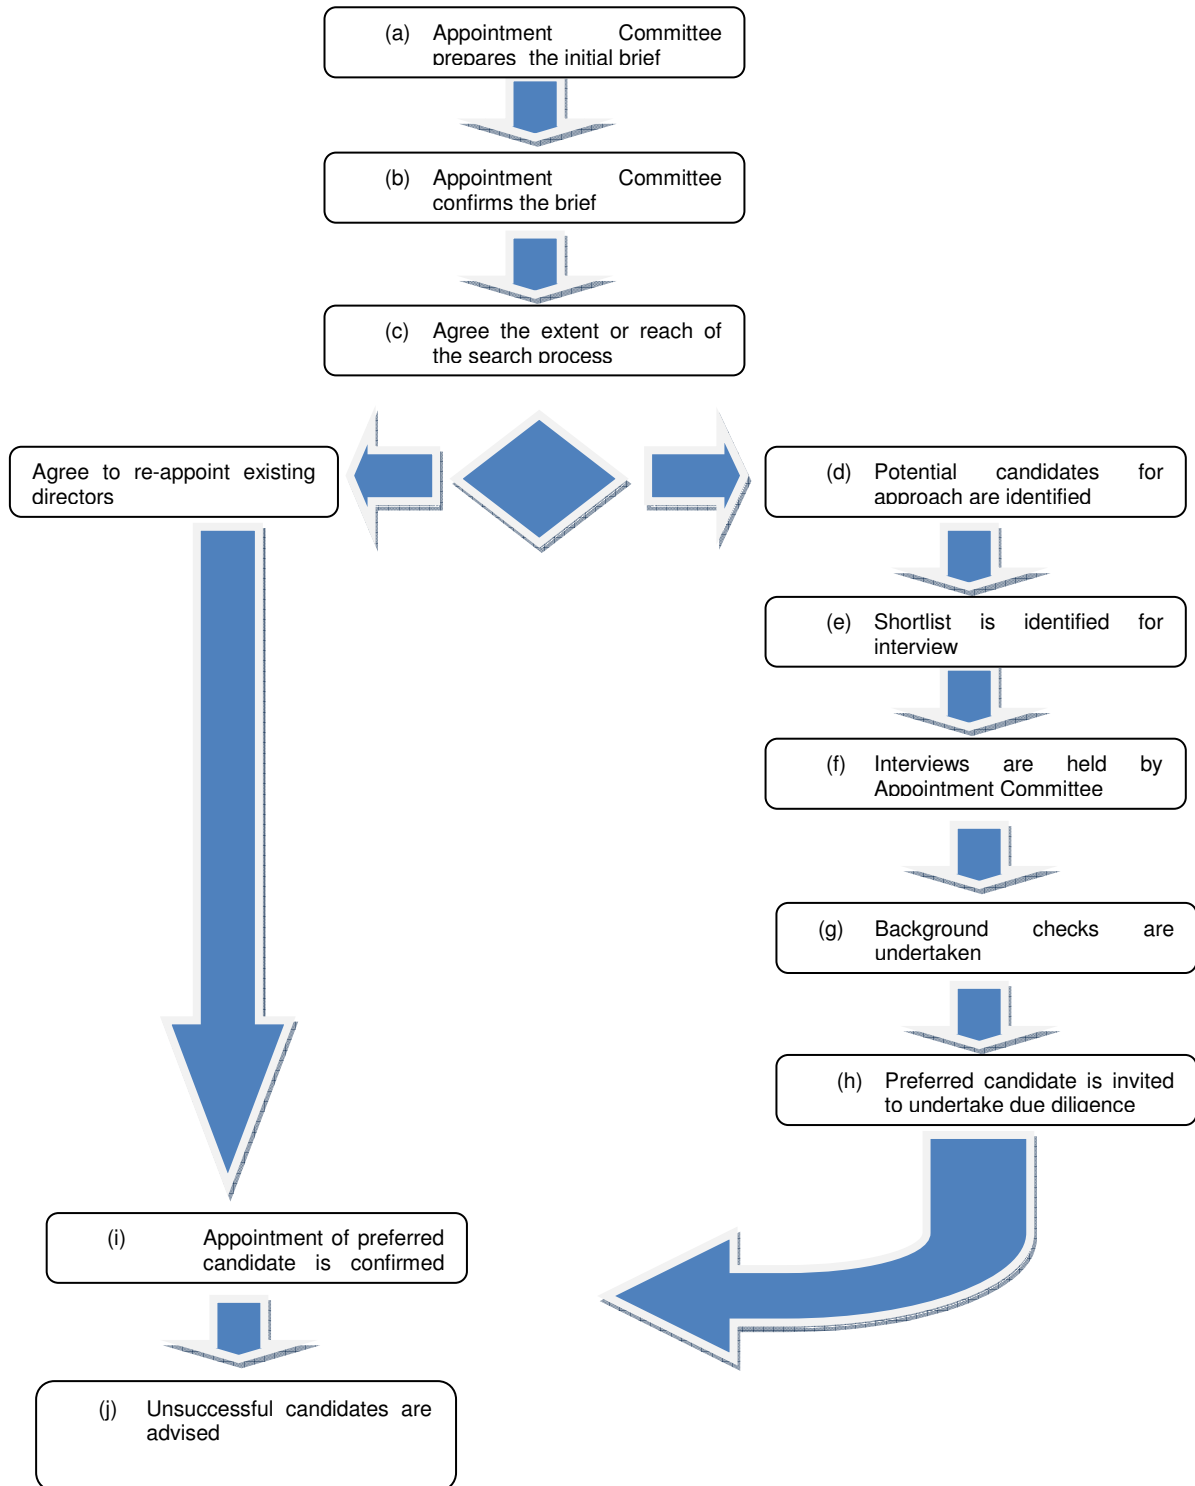 (a) Appointment Committee
prepares the initial brief
(b) Appointment Committee
confirms the brief
(c) Agree the extent or reach of
the search process
Agree to re-appoint existing
directors
(d) Potential candidates for
approach are identified
(e) Shortlist is identified for
interview
(f) Interviews are held by
Appointment Committee
(g) Background checks are
undertaken
(h) Preferred candidate is invited
to undertake due diligence
(i) Appointment of preferred
candidate is confirmed
(j) Unsuccessful candidates are
advised